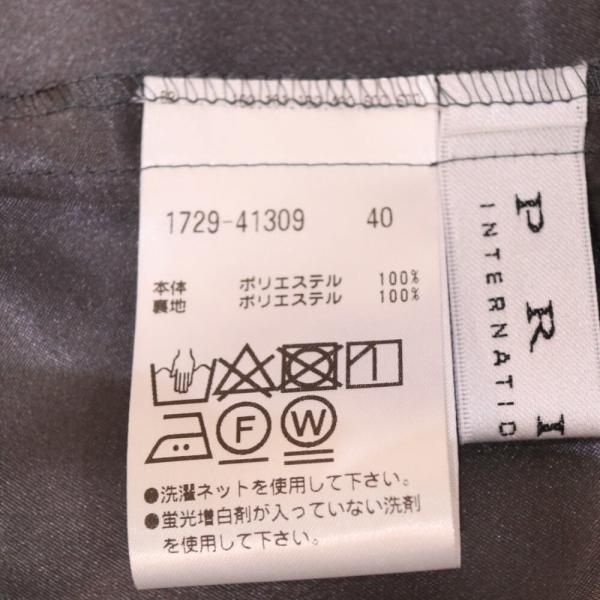 1729-41309 40
本体 ポリエステル 100%
裏地 ポリエステル 100%
F W
●洗濯ネットを使用して下さい。
●蛍光増白剤が入っていない洗剤
を使用して下さい。
PRI
INTERNATIO